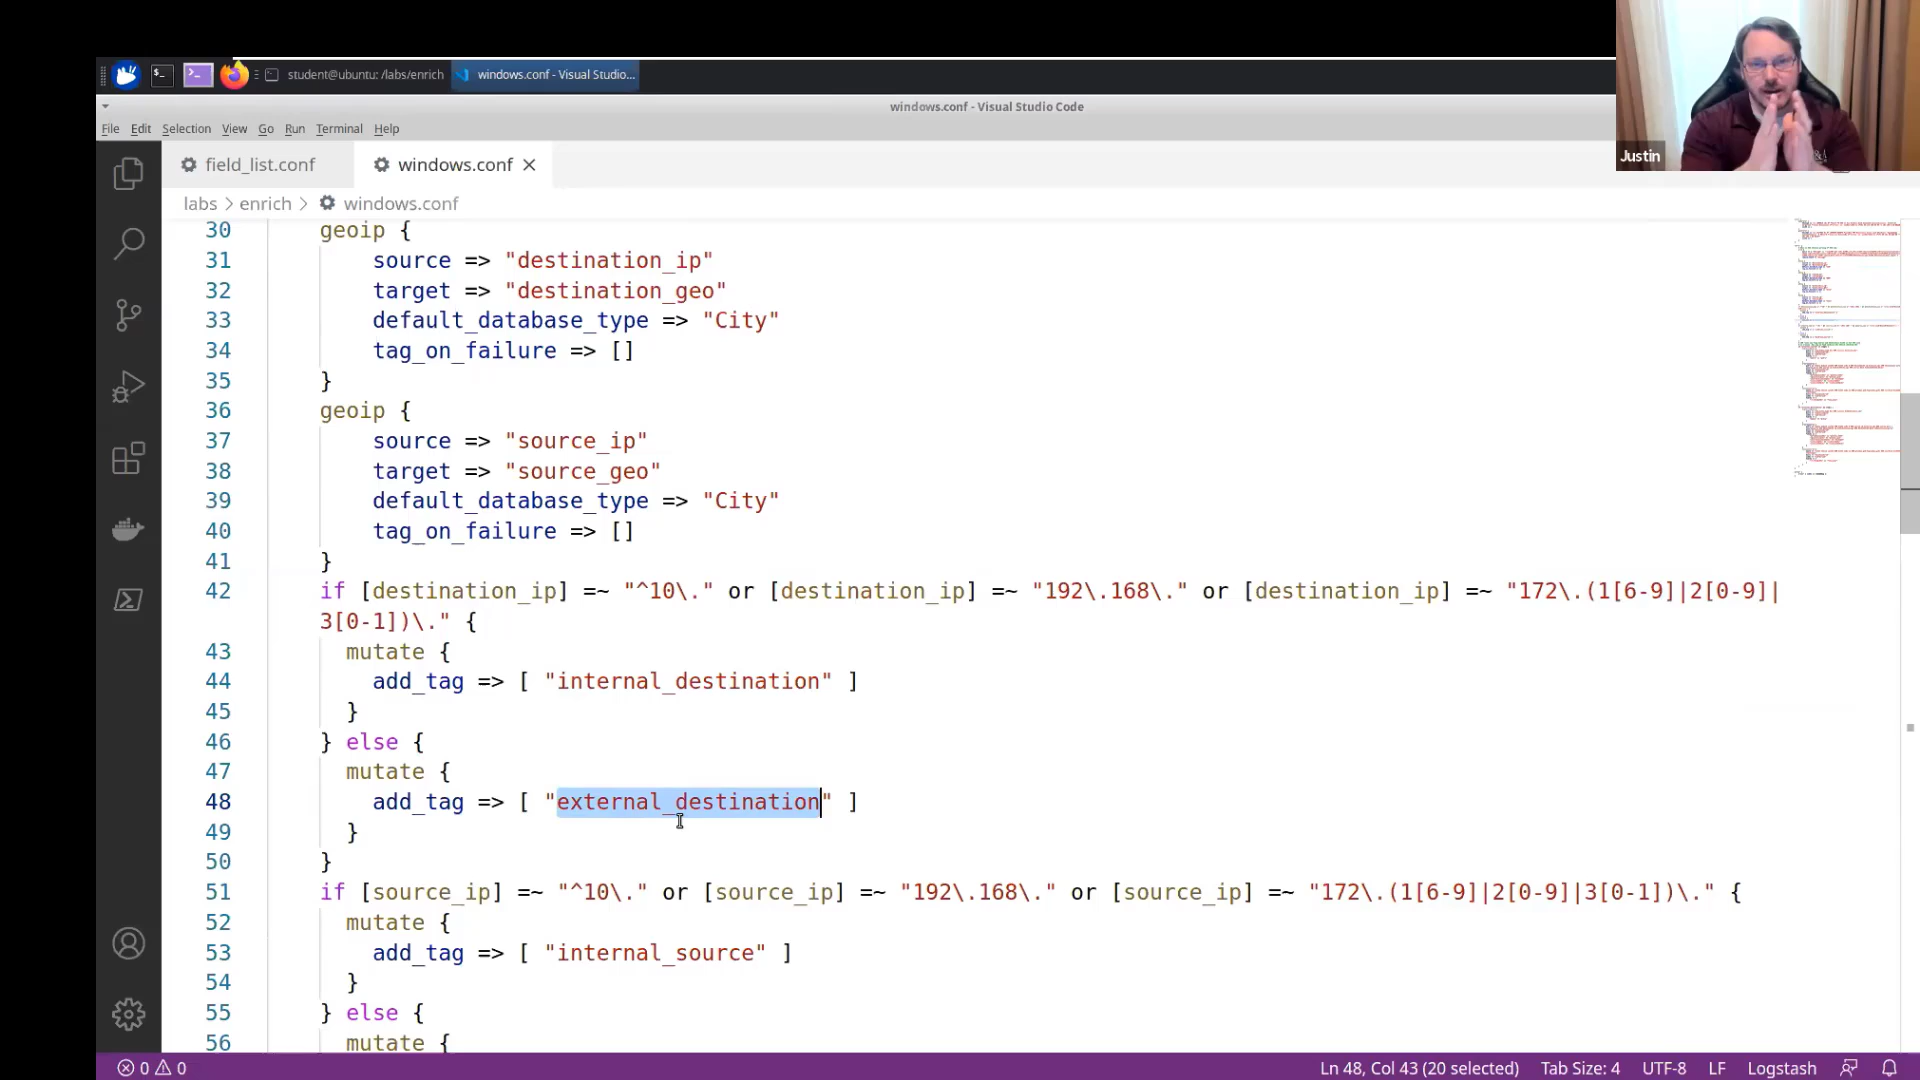 student@ubuntu: /labs/enrich
windows.conf - Visual Studio...
windows.conf - Visual Studio Code
File Edit Selection View Go Run Terminal Help
Justin
field_list.conf
windows.conf
labs > enrich > windows.conf
30 geoip {
31 source => "destination_ip"
32 target => "destination_geo"
33 default_database_type => "City"
34 tag_on_failure => []
35 }
36 geoip {
37 source => "source_ip"
38 target => "source_geo"
39 default_database_type => "City"
40 tag_on_failure => []
41 }
42 if [destination_ip] =~ "^10\." or [destination_ip] =~ "192\.168\." or [destination_ip] =~ "172\.(1[6-9]|2[0-9]|
3[0-1])\." {
43 mutate {
44 add_tag => [ "internal_destination" ]
45 }
46 } else {
47 mutate {
48 add_tag => [ "external_destination" ]
49 }
50 }
51 if [source_ip] =~ "^10\." or [source_ip] =~ "192\.168\." or [source_ip] =~ "172\.(1[6-9]|2[0-9]|3[0-1])\." {
52 mutate {
53 add_tag => [ "internal_source" ]
54 }
55 } else {
56 mutate {
0 0
Ln 48, Col 43 (20 selected) Tab Size: 4 UTF-8 LF Logstash